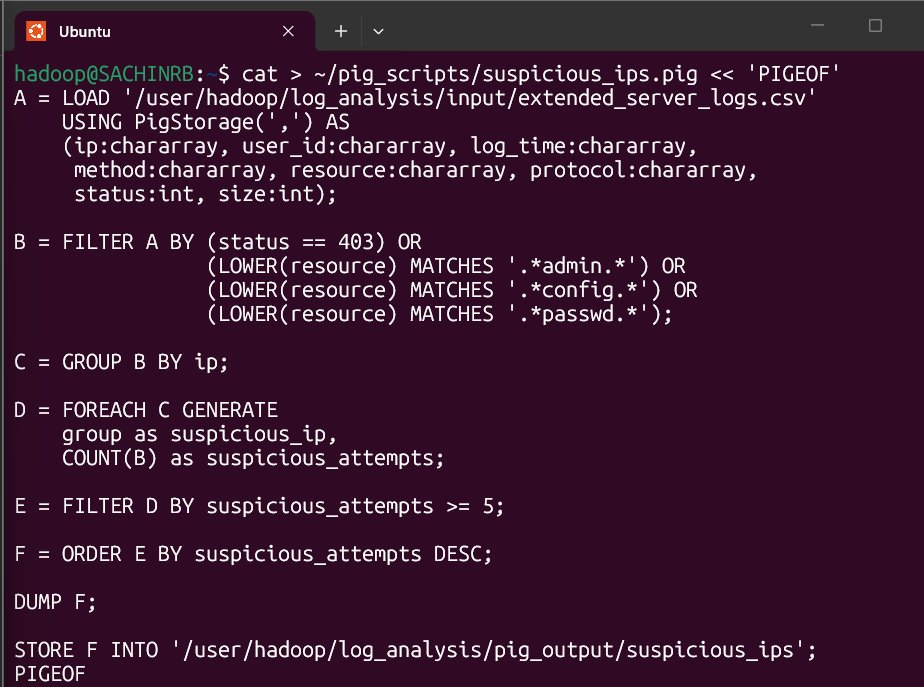 Ubuntu
hadoop@SACHINRB:~$ cat > ~/pig_scripts/suspicious_ips.pig << 'PIGEOF'
A = LOAD '/user/hadoop/log_analysis/input/extended_server_logs.csv'
    USING PigStorage(',') AS
    (ip:chararray, user_id:chararray, log_time:chararray,
     method:chararray, resource:chararray, protocol:chararray,
     status:int, size:int);

B = FILTER A BY (status == 403) OR
                (LOWER(resource) MATCHES '.*admin.*') OR
                (LOWER(resource) MATCHES '.*config.*') OR
                (LOWER(resource) MATCHES '.*passwd.*');

C = GROUP B BY ip;

D = FOREACH C GENERATE
    group as suspicious_ip,
    COUNT(B) as suspicious_attempts;

E = FILTER D BY suspicious_attempts >= 5;

F = ORDER E BY suspicious_attempts DESC;

DUMP F;

STORE F INTO '/user/hadoop/log_analysis/pig_output/suspicious_ips';
PIGEOF